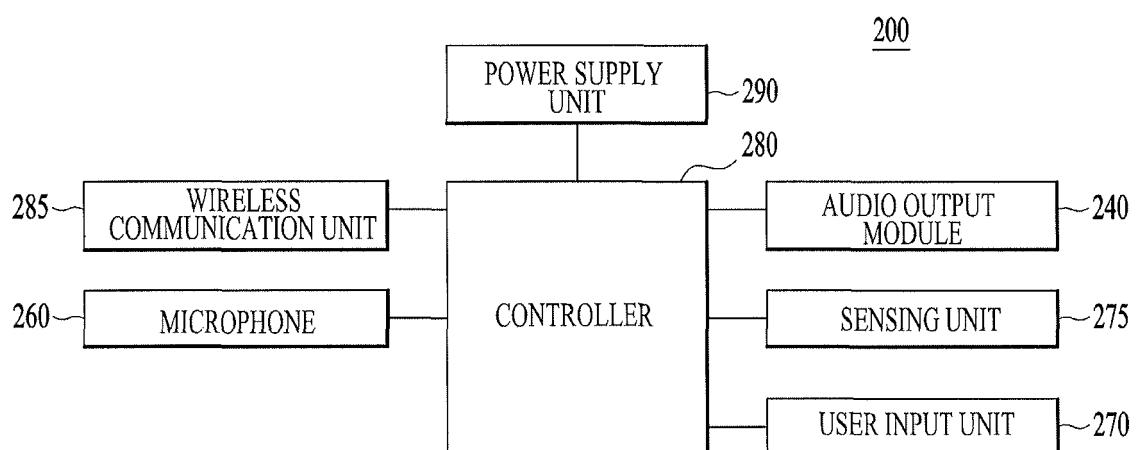 200
POWER SUPPLY
UNIT
290
280
285
WIRELESS
COMMUNICATION UNIT
AUDIO OUTPUT
MODULE
240
260
MICROPHONE
CONTROLLER
SENSING UNIT
275
USER INPUT UNIT
270